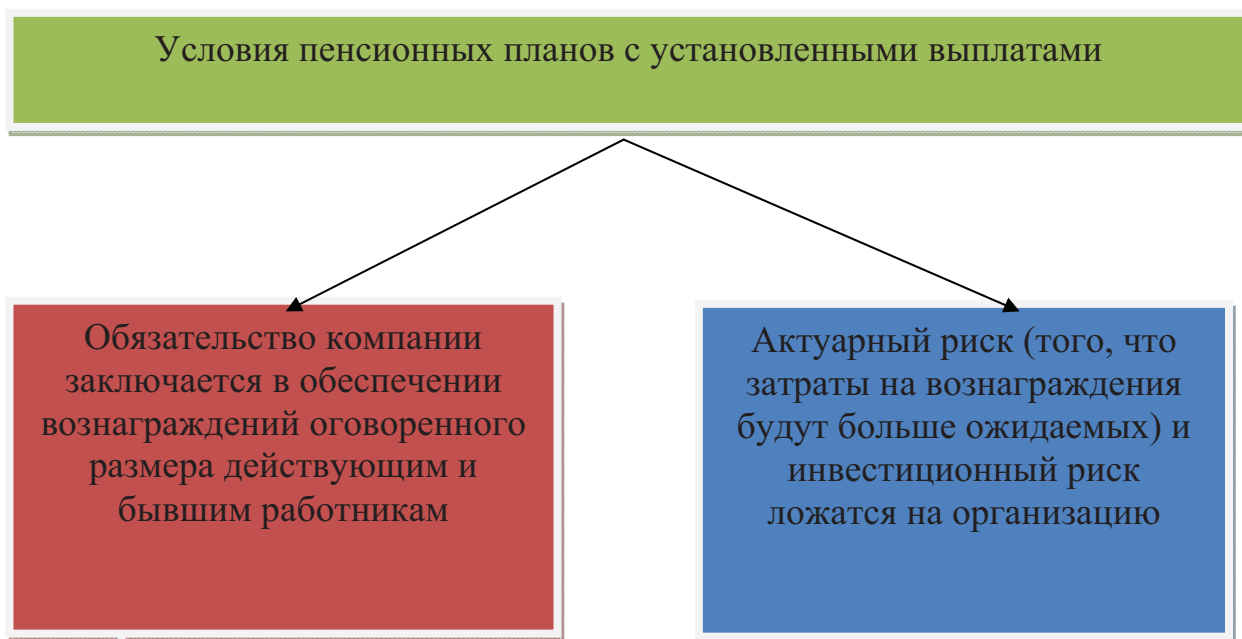 Условия пенсионных планов с установленными выплатами
Обязательство компании
заключается в обеспечении
вознаграждений оговоренного
размера действующим и
бывшим работникам
Актуарный риск (того, что
затраты на вознаграждения
будут больше ожидаемых) и
инвестиционный риск
ложатся на организацию